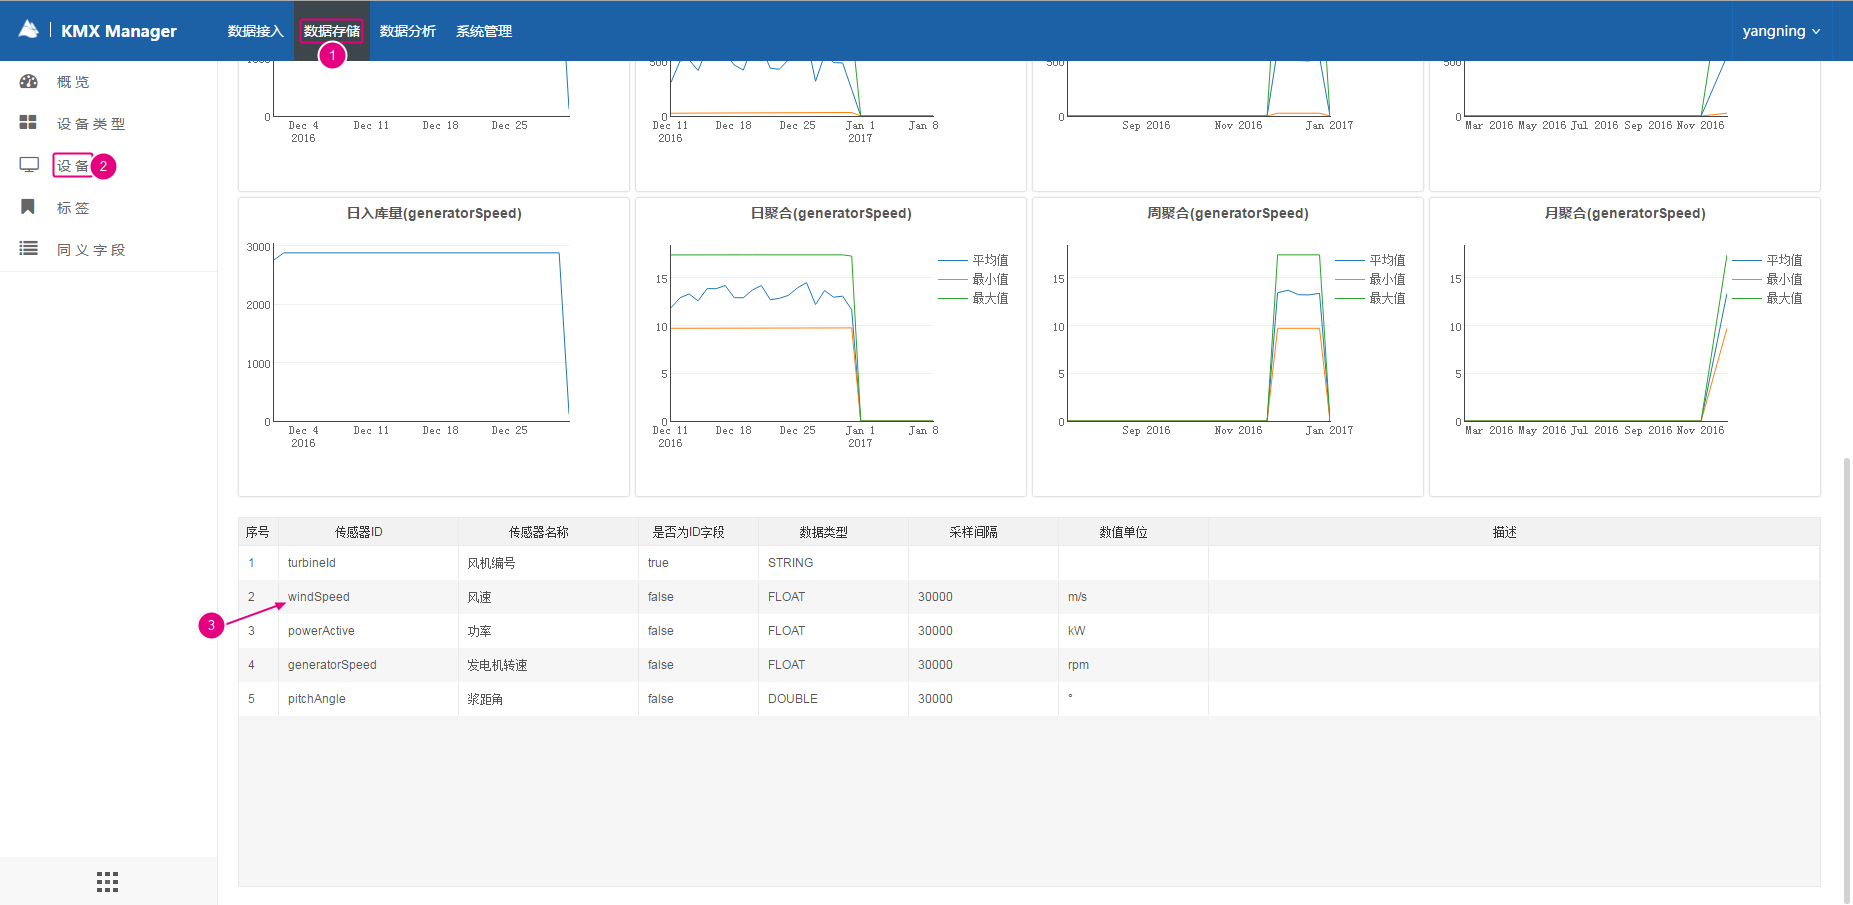 KMX Manager 数据接入 数据存储 数据分析 系统管理 yangning
1
概览
设备类型
设备 2
标签
同义字段
1000
0
Dec 4 Dec 11 Dec 18 Dec 25
2016
500
0
Dec 11 Dec 18 Dec 25 Jan 1 Jan 8
2016 2017
500
0
Sep 2016 Nov 2016 Jan 2017
500
0
Mar 2016 May 2016 Jul 2016 Sep 2016 Nov 2016
日入库量(generatorSpeed)
3000
2000
1000
0
Dec 4 Dec 11 Dec 18 Dec 25
2016
日聚合(generatorSpeed)
平均值
最小值
最大值
15
10
5
0
Dec 11 Dec 18 Dec 25 Jan 1 Jan 8
2016 2017
周聚合(generatorSpeed)
平均值
最小值
最大值
15
10
5
0
Sep 2016 Nov 2016 Jan 2017
月聚合(generatorSpeed)
平均值
最小值
最大值
15
10
5
0
Mar 2016 May 2016 Jul 2016 Sep 2016 Nov 2016
序号 传感器ID 传感器名称 是否为ID字段 数据类型 采样间隔 数值单位 描述
1 turbineId 风机编号 true STRING
2 windSpeed 风速 false FLOAT 30000 m/s
3
3 powerActive 功率 false FLOAT 30000 kW
4 generatorSpeed 发电机转速 false FLOAT 30000 rpm
5 pitchAngle 浆距角 false DOUBLE 30000 °